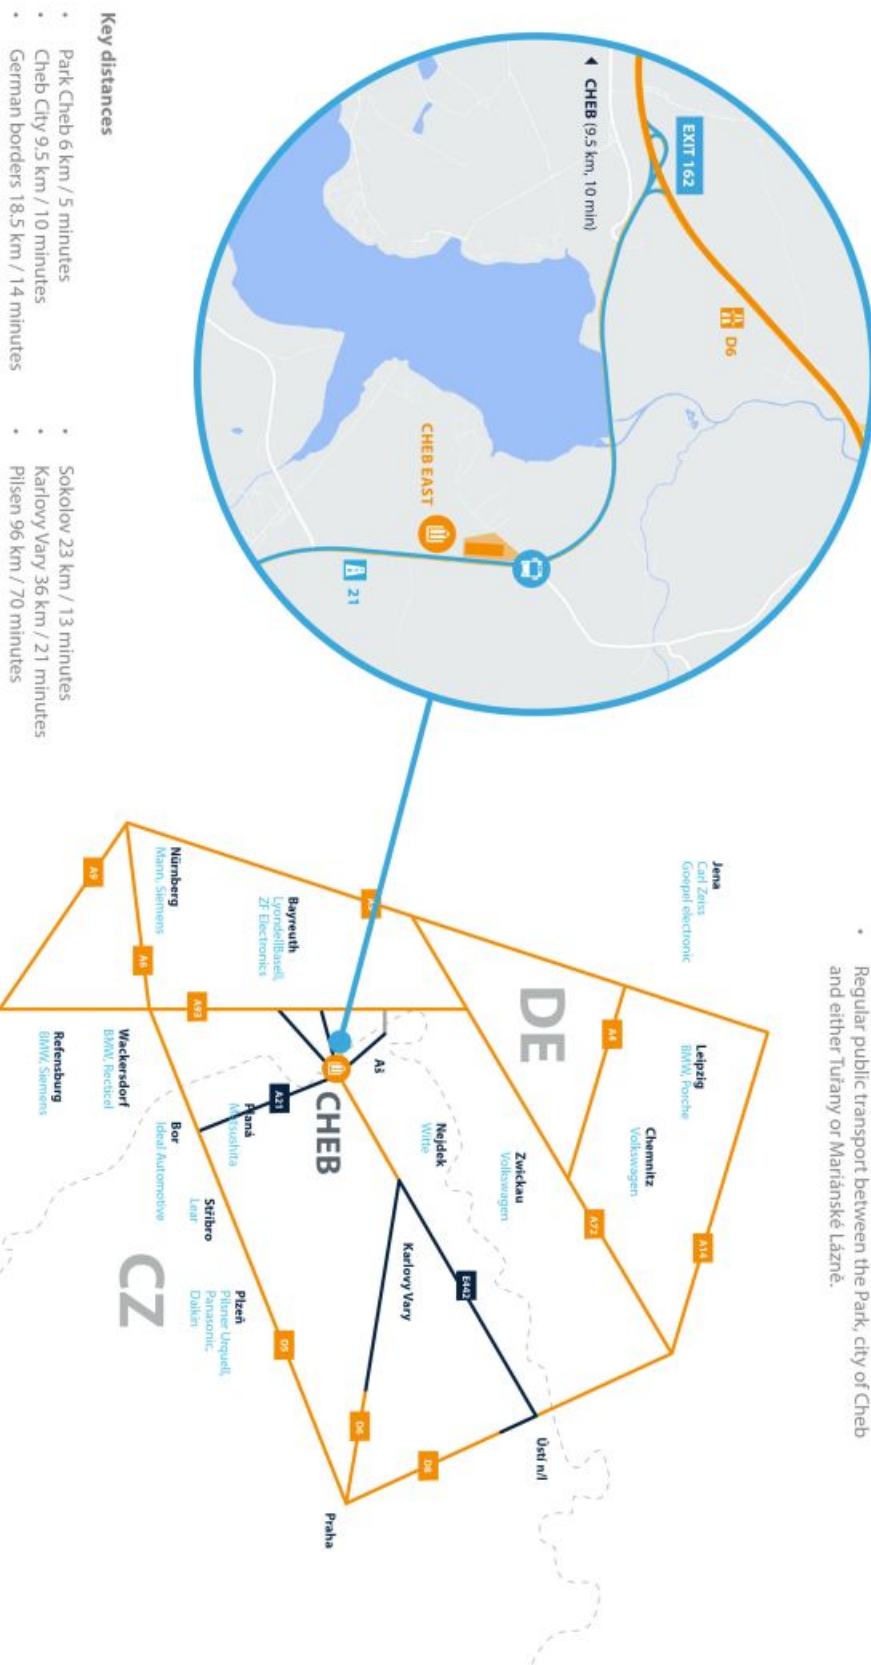 Regular public transport between the Park, city of Cheb
and either Tuřany or Mariánské Lázně.
EXIT 162
D6
CHEB (9.5 km, 10 min)
CHEB EAST
21
Jena
Carl Zeiss
Goepel electronic
Leipzig
BMW, Porche
A14
Chemnitz
Volkswagen
A4
A72
DE
Zwickau
Volkswagen
E442
Ústí n/l
Nejdek
Witte
D8
Karlovy Vary
A9
Aš
D6
Praha
CHEB
Bayreuth
LyondellBasell,
ZF Electronics
A21
Planá
Matsushita
D5
Plzeň
Pilsner Urquell,
Panasonic,
Daikin
Stříbro
Lear
A93
Nürnberg
Mann, Siemens
Bor
Ideal Automotive
A6
CZ
Wackersdorf
BMW, Recticel
A9
Refensburg
BMW, Siemens
Key distances
• Park Cheb 6 km / 5 minutes
• Cheb City 9.5 km / 10 minutes
• German borders 18.5 km / 14 minutes
• Sokolov 23 km / 13 minutes
• Karlovy Vary 36 km / 21 minutes
• Pilsen 96 km / 70 minutes